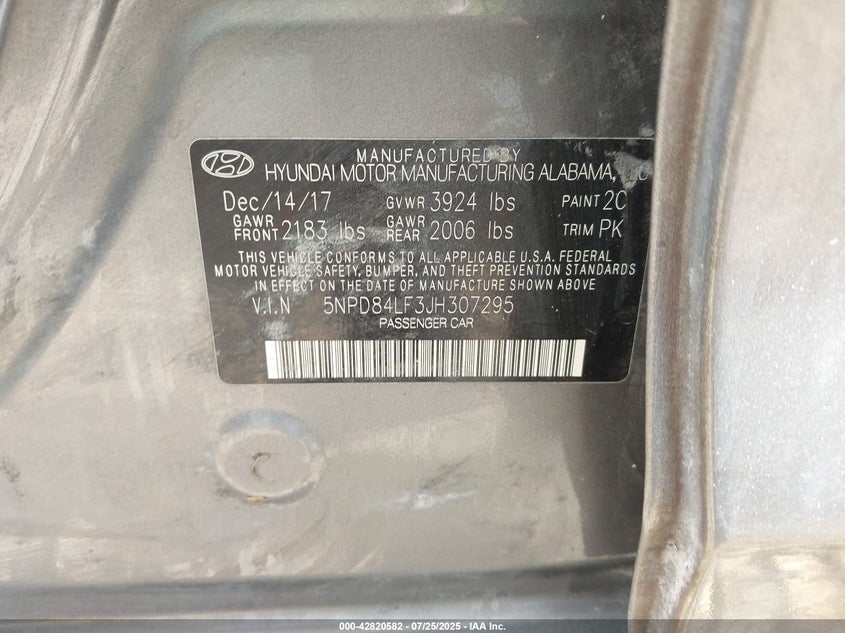 MANUFACTURED BY
HYUNDAI MOTOR MANUFACTURING ALABAMA, LLC
Dec/14/17 GVWR 3924 lbs PAINT 2C
GAWR FRONT 2183 lbs GAWR REAR 2006 lbs TRIM PK
THIS VEHICLE CONFORMS TO ALL APPLICABLE U.S.A. FEDERAL
MOTOR VEHICLE SAFETY, BUMPER, AND THEFT PREVENTION STANDARDS
IN EFFECT ON THE DATE OF MANUFACTURE SHOWN ABOVE.
V.I.N 5NPD84LF3JH307295
PASSENGER CAR
000-42820582 - 07/25/2025 - IAA Inc.